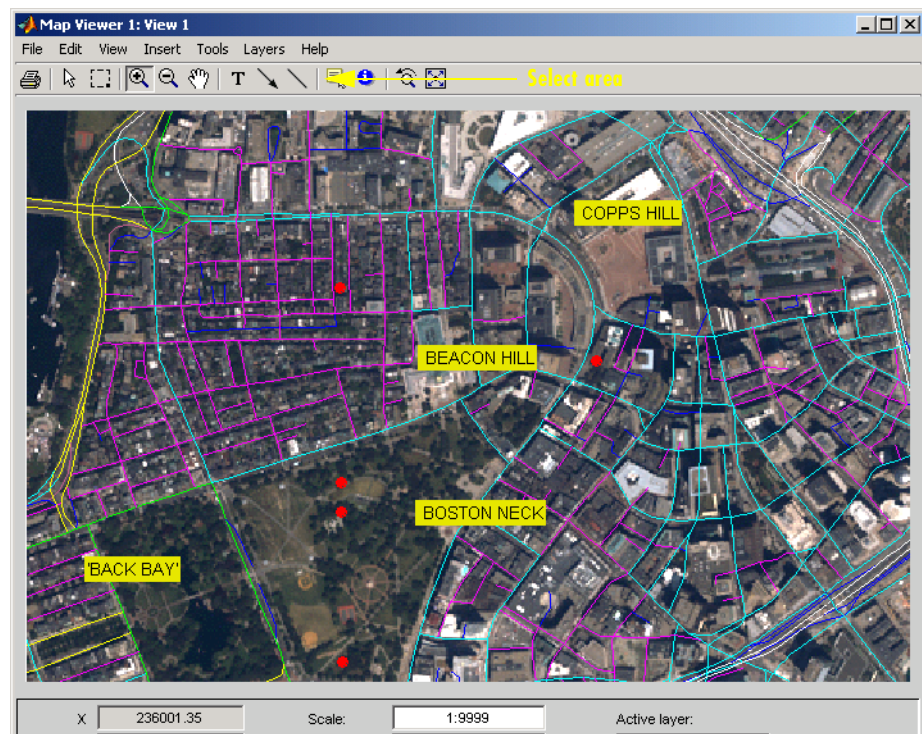 Map Viewer 1: View 1
File Edit View Insert Tools Layers Help
T Select area
COPPS HILL
BEACON HILL
BOSTON NECK
'BACK BAY'
X 236001.35 Scale: 1:9999 Active layer: